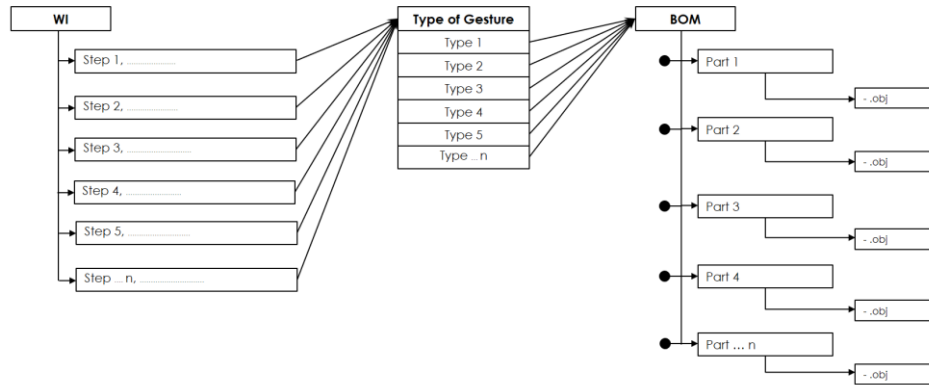 WI
Step 1, ....................
Step 2, ....................
Step 3, ....................
Step 4, ....................
Step 5, ....................
Step ... n, ....................
Type of Gesture
Type 1
Type 2
Type 3
Type 4
Type 5
Type ...n
BOM
Part 1
- .obj
Part 2
- .obj
Part 3
- .obj
Part 4
- .obj
Part ... n
- .obj